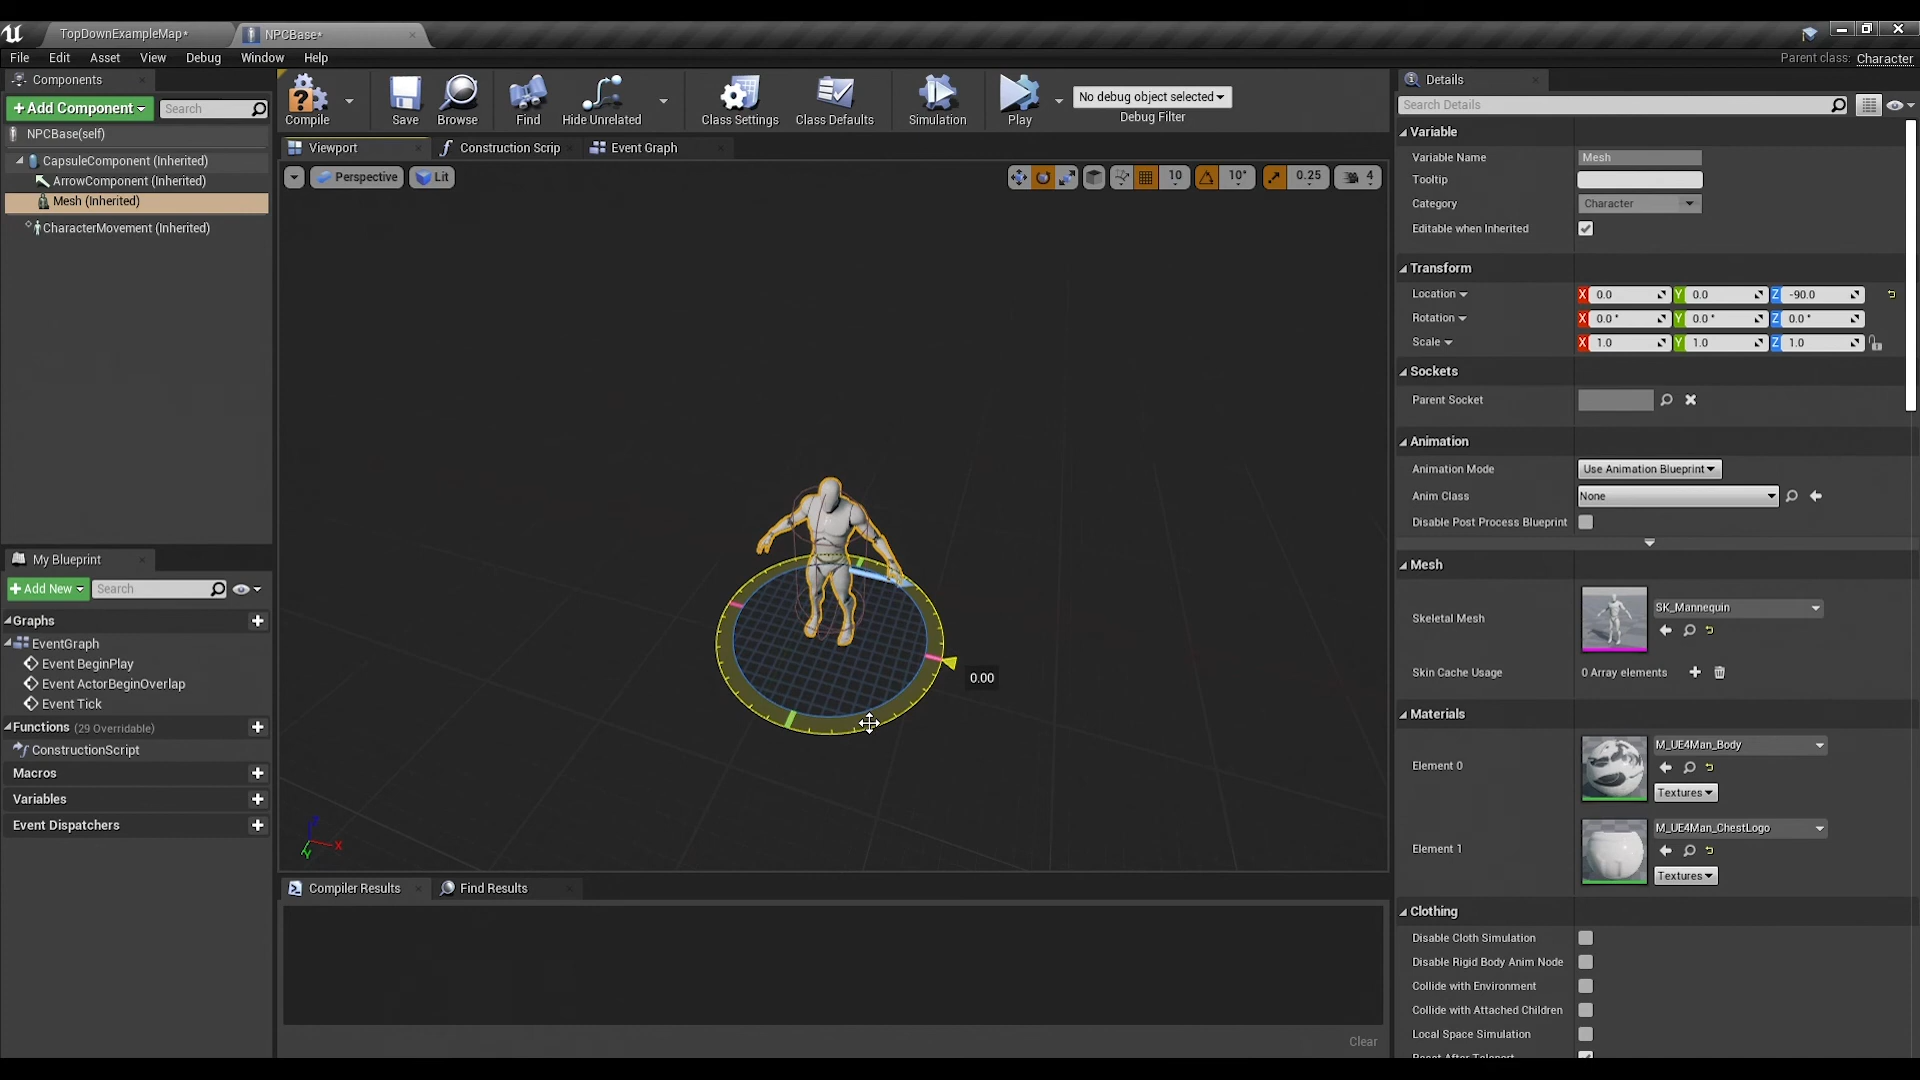 TopDownExampleMap*
NPCBase*
File Edit Asset View Debug Window Help
Parent class: Character
Components
Add Component
Search
NPCBase(self)
CapsuleComponent (Inherited)
ArrowComponent (Inherited)
Mesh (Inherited)
CharacterMovement (Inherited)
My Blueprint
Add New
Search
Graphs
EventGraph
Event BeginPlay
Event ActorBeginOverlap
Event Tick
Functions (29 Overridable)
ConstructionScript
Macros
Variables
Event Dispatchers
Compile
Save
Browse
Find
Hide Unrelated
Class Settings
Class Defaults
Simulation
Play
No debug object selected
Debug Filter
Viewport
Construction Scrip
Event Graph
Perspective
Lit
10
10°
0.25
4
0.00
Z
X
Y
Compiler Results
Find Results
Clear
Details
Search Details
Variable
Variable Name Mesh
Tooltip
Category Character
Editable when Inherited
Transform
Location X 0.0 Y 0.0 Z -90.0
Rotation X 0.0 ° Y 0.0 ° Z 0.0 °
Scale X 1.0 Y 1.0 Z 1.0
Sockets
Parent Socket
Animation
Animation Mode Use Animation Blueprint
Anim Class None
Disable Post Process Blueprint
Mesh
Skeletal Mesh SK_Mannequin
Skin Cache Usage 0 Array elements
Materials
Element 0 M_UE4Man_Body
Textures
Element 1 M_UE4Man_ChestLogo
Textures
Clothing
Disable Cloth Simulation
Disable Rigid Body Anim Node
Collide with Environment
Collide with Attached Children
Local Space Simulation
Reset After Teleport